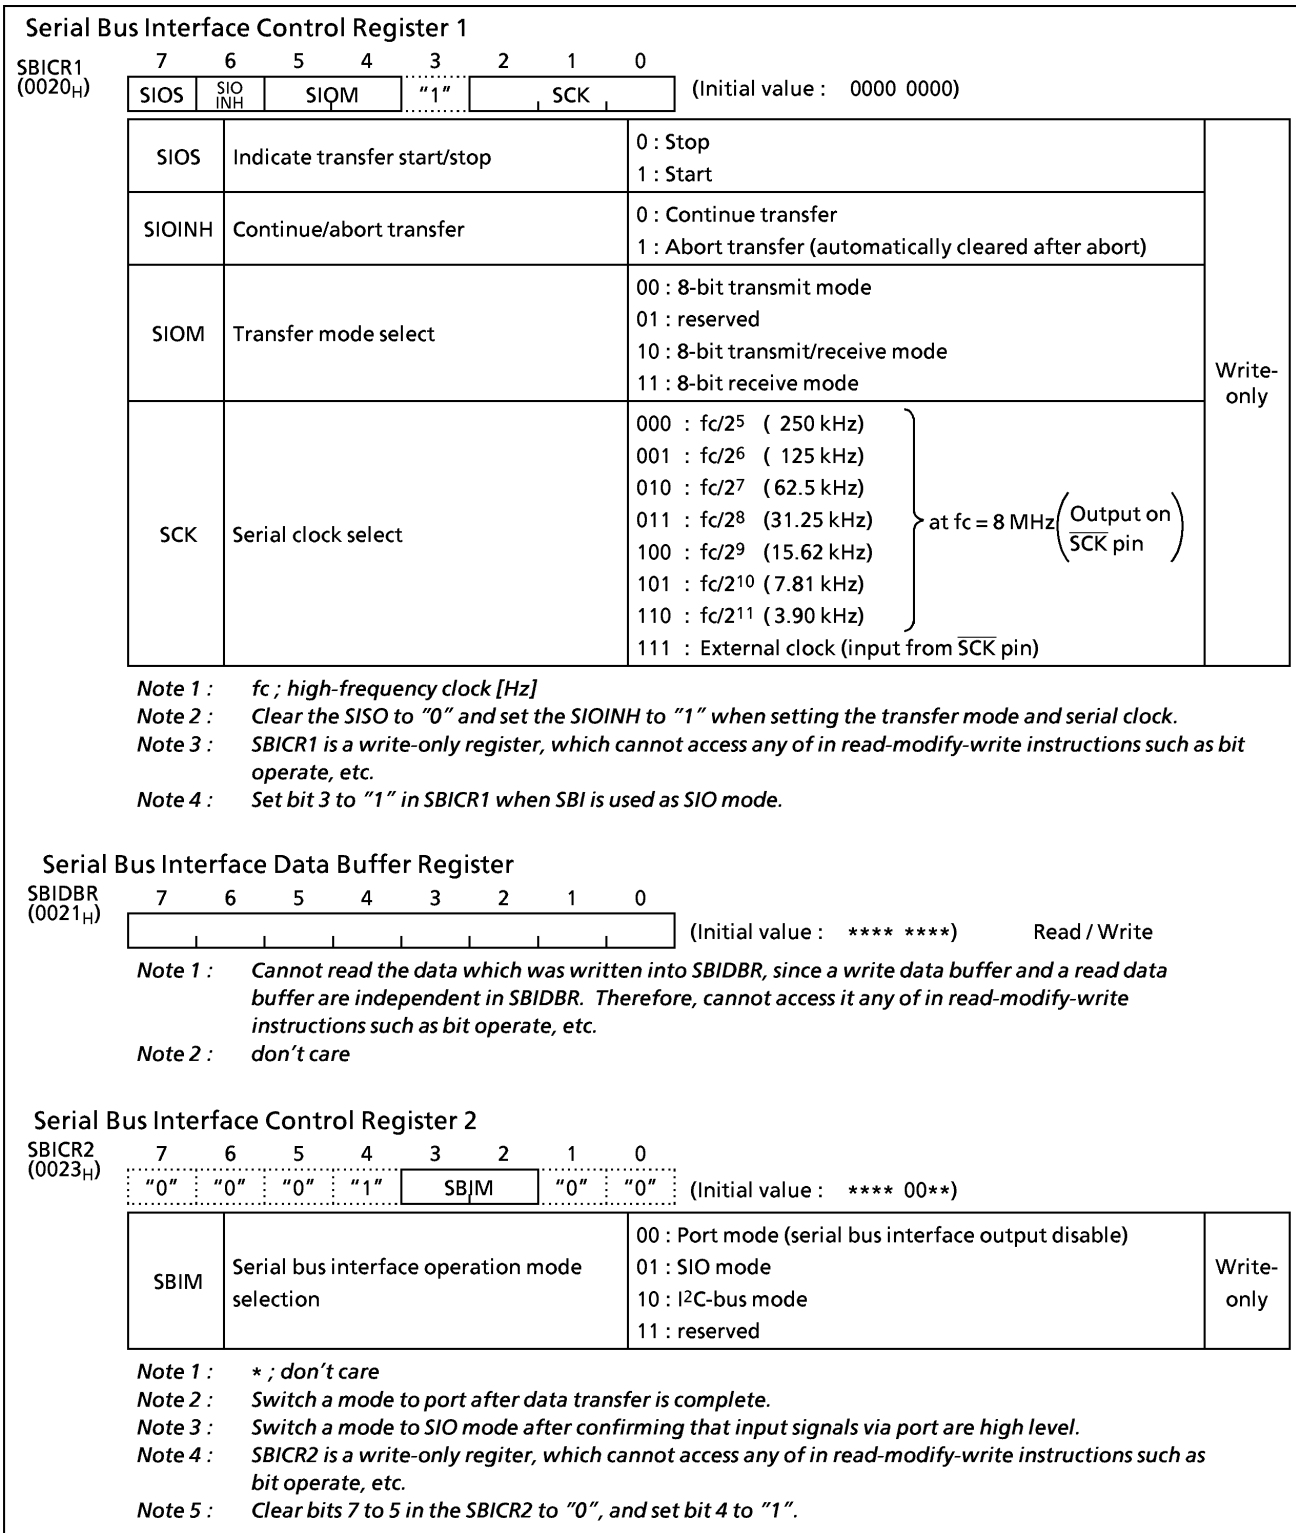 Serial Bus Interface Control Register 1
SBICR1
(0020H)
7 6 5 4 3 2 1 0
SIOS SIO INH SIOM “1” SCK (Initial value : 0000 0000)
SIOS Indicate transfer start/stop
0 : Stop
1 : Start
SIOINH Continue/abort transfer
0 : Continue transfer
1 : Abort transfer (automatically cleared after abort)
SIOM Transfer mode select
00 : 8-bit transmit mode
01 : reserved
10 : 8-bit transmit/receive mode
11 : 8-bit receive mode
SCK Serial clock select
000 : fc/2⁵ ( 250 kHz)
001 : fc/2⁶ ( 125 kHz)
010 : fc/2⁷ (62.5 kHz)
011 : fc/2⁸ (31.25 kHz)
100 : fc/2⁹ (15.62 kHz)
101 : fc/2¹⁰ (7.81 kHz)
110 : fc/2¹¹ (3.90 kHz)
at fc = 8 MHz (Output on SCK pin)
111 : External clock (input from SCK pin)
Write-
only
Note 1 : fc ; high-frequency clock [Hz]
Note 2 : Clear the SISO to ″0″ and set the SIOINH to ″1″ when setting the transfer mode and serial clock.
Note 3 : SBICR1 is a write-only register, which cannot access any of in read-modify-write instructions such as bit
operate, etc.
Note 4 : Set bit 3 to ″1″ in SBICR1 when SBI is used as SIO mode.
Serial Bus Interface Data Buffer Register
SBIDBR
(0021H)
7 6 5 4 3 2 1 0
(Initial value : **** ****) Read / Write
Note 1 : Cannot read the data which was written into SBIDBR, since a write data buffer and a read data
buffer are independent in SBIDBR. Therefore, cannot access it any of in read-modify-write
instructions such as bit operate, etc.
Note 2 : don't care
Serial Bus Interface Control Register 2
SBICR2
(0023H)
7 6 5 4 3 2 1 0
“0” “0” “0” “1” SBIM “0” “0” (Initial value : **** 00**)
SBIM Serial bus interface operation mode
selection
00 : Port mode (serial bus interface output disable)
01 : SIO mode
10 : I²C-bus mode
11 : reserved
Write-
only
Note 1 : * ; don't care
Note 2 : Switch a mode to port after data transfer is complete.
Note 3 : Switch a mode to SIO mode after confirming that input signals via port are high level.
Note 4 : SBICR2 is a write-only regiter, which cannot access any of in read-modify-write instructions such as
bit operate, etc.
Note 5 : Clear bits 7 to 5 in the SBICR2 to ″0″, and set bit 4 to ″1″.